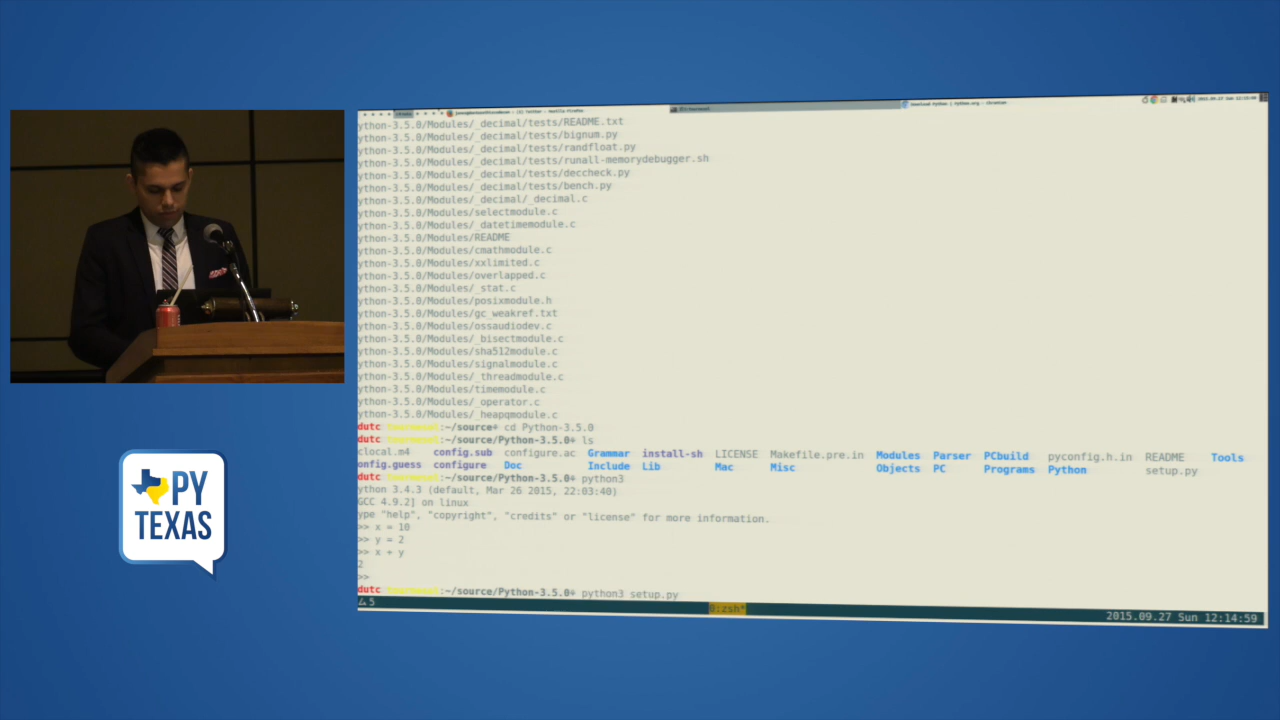 ython-3.5.0/Modules/_decimal/tests/README.txt
ython-3.5.0/Modules/_decimal/tests/bignum.py
ython-3.5.0/Modules/_decimal/tests/randfloat.py
ython-3.5.0/Modules/_decimal/tests/runall-memorydebugger.sh
ython-3.5.0/Modules/_decimal/tests/deccheck.py
ython-3.5.0/Modules/_decimal/tests/bench.py
ython-3.5.0/Modules/_decimal/_decimal.c
ython-3.5.0/Modules/selectmodule.c
ython-3.5.0/Modules/_datetimemodule.c
ython-3.5.0/Modules/README
ython-3.5.0/Modules/cmathmodule.c
ython-3.5.0/Modules/xxlimited.c
ython-3.5.0/Modules/overlapped.c
ython-3.5.0/Modules/_stat.c
ython-3.5.0/Modules/posixmodule.h
ython-3.5.0/Modules/gc_weakref.txt
ython-3.5.0/Modules/ossaudiodev.c
ython-3.5.0/Modules/_bisectmodule.c
ython-3.5.0/Modules/sha512module.c
ython-3.5.0/Modules/signalmodule.c
ython-3.5.0/Modules/_threadmodule.c
ython-3.5.0/Modules/timemodule.c
ython-3.5.0/Modules/_operator.c
ython-3.5.0/Modules/_heapqmodule.c
dutc :~/source+ cd Python-3.5.0
dutc :~/source/Python-3.5.0+ ls
clocal.m4 config.sub configure.ac Grammar install-sh LICENSE Makefile.pre.in Modules Parser PCbuild pyconfig.h.in README Tools
onfig.guess configure Doc Include Lib Mac Misc Objects PC Programs Python setup.py
dutc :~/source/Python-3.5.0+ python3
ython 3.4.3 (default, Mar 26 2015, 22:03:40)
GCC 4.9.2] on linux
ype "help", "copyright", "credits" or "license" for more information.
>> x = 10
>> y = 2
>> x + y
2
>>
dutc :~/source/Python-3.5.0+ python3 setup.py
5 0:zsh* 2015.09.27 Sun 12:14:59
PY
TEXAS